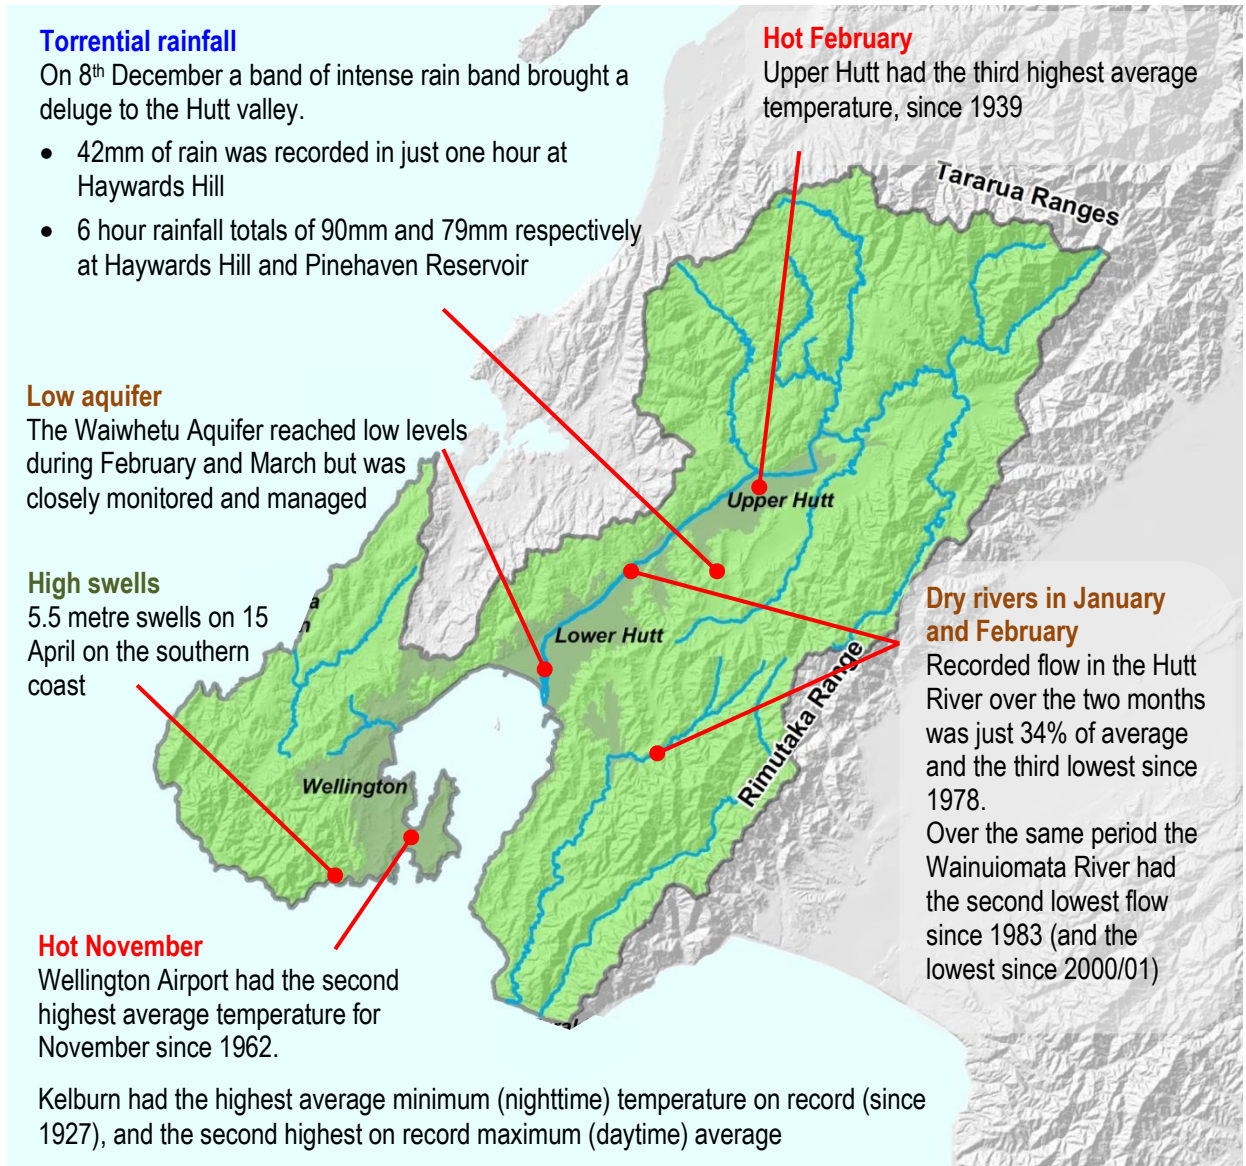 Torrential rainfall
On 8th December a band of intense rain band brought a
deluge to the Hutt valley.
• 42mm of rain was recorded in just one hour at
Haywards Hill
• 6 hour rainfall totals of 90mm and 79mm respectively
at Haywards Hill and Pinehaven Reservoir
Hot February
Upper Hutt had the third highest average
temperature, since 1939
Tararua Ranges
Low aquifer
The Waiwhetu Aquifer reached low levels
during February and March but was
closely monitored and managed
Upper Hutt
High swells
5.5 metre swells on 15
April on the southern
coast
Lower Hutt
Rimutaka Range
Wellington
Dry rivers in January
and February
Recorded flow in the Hutt
River over the two months
was just 34% of average
and the third lowest since
1978.
Over the same period the
Wainuiomata River had
the second lowest flow
since 1983 (and the
lowest since 2000/01)
Hot November
Wellington Airport had the second
highest average temperature for
November since 1962.
Kelburn had the highest average minimum (nighttime) temperature on record (since
1927), and the second highest on record maximum (daytime) average